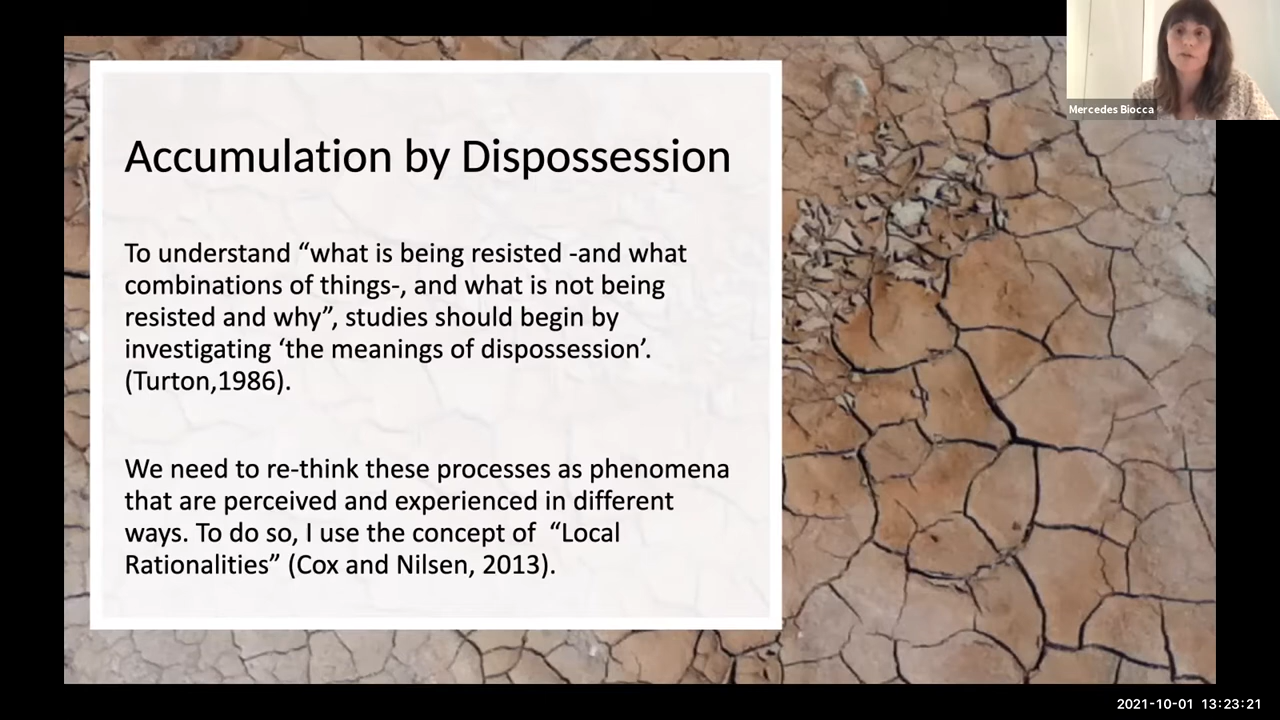 Accumulation by Dispossession
To understand “what is being resisted -and what
combinations of things-, and what is not being
resisted and why”, studies should begin by
investigating ‘the meanings of dispossession’.
(Turton,1986).
We need to re-think these processes as phenomena
that are perceived and experienced in different
ways. To do so, I use the concept of “Local
Rationalities” (Cox and Nilsen, 2013).
Mercedes Biocca
2021-10-01 13:23:21